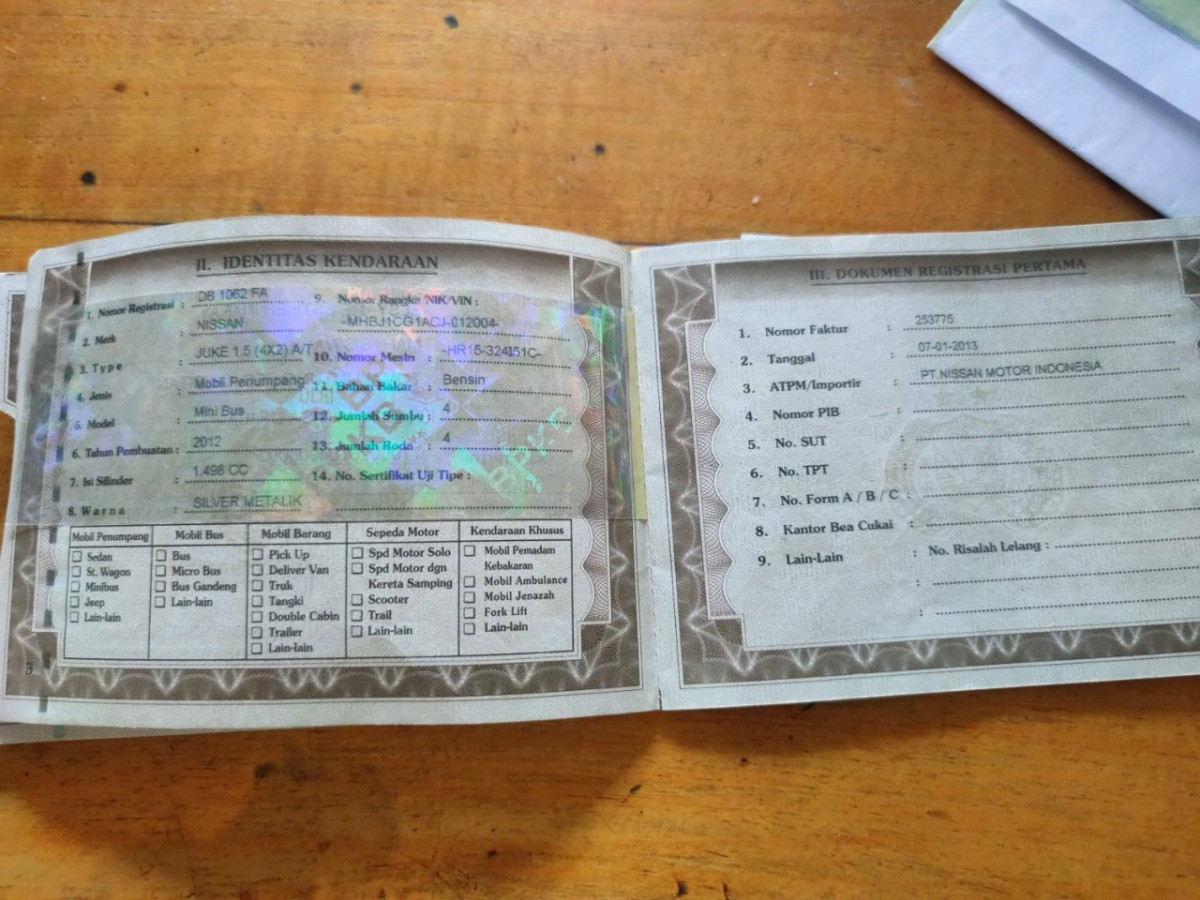 II. IDENTITAS KENDARAAN
1. Nomor Registrasi : DB 1062 FA
2. Merk : NISSAN
3. Type : JUKE 1.5 (4X2) A/T
4. Jenis : Mobil Penumpang
5. Model : Mini Bus
6. Tahun Pembuatan : 2012
7. Isi Silinder : 1.498 CC
8. Warna : SILVER METALIK
9. Nomor Rangka/NIK/VIN :
-MHBJ1CG1ACJ-012004-
10. Nomor Mesin : -HR15-324351C-
11. Bahan Bakar : Bensin
12. Jumlah Sumbu : 4
13. Jumlah Roda : 4
14. No. Sertifikat Uji Tipe :
BPKB
Mobil Penumpang
Sedan
St. Wagon
Minibus
Jeep
Lain-lain
Mobil Bus
Bus
Micro Bus
Bus Gandeng
Lain-lain
Mobil Barang
Pick Up
Deliver Van
Truk
Tangki
Double Cabin
Trailer
Lain-lain
Sepeda Motor
Spd Motor Solo
Spd Motor dgn
Kereta Samping
Scooter
Trail
Lain-lain
Kendaraan Khusus
Mobil Pemadam
Kebakaran
Mobil Ambulance
Mobil Jenazah
Fork Lift
Lain-lain
3
III. DOKUMEN REGISTRASI PERTAMA
1. Nomor Faktur : 253775
2. Tanggal : 07-01-2013
3. ATPM/Importir : PT.NISSAN MOTOR INDONESIA
4. Nomor PIB :
5. No. SUT :
6. No. TPT :
7. No. Form A / B / C :
8. Kantor Bea Cukai :
9. Lain-Lain : No. Risalah Lelang :
:
: